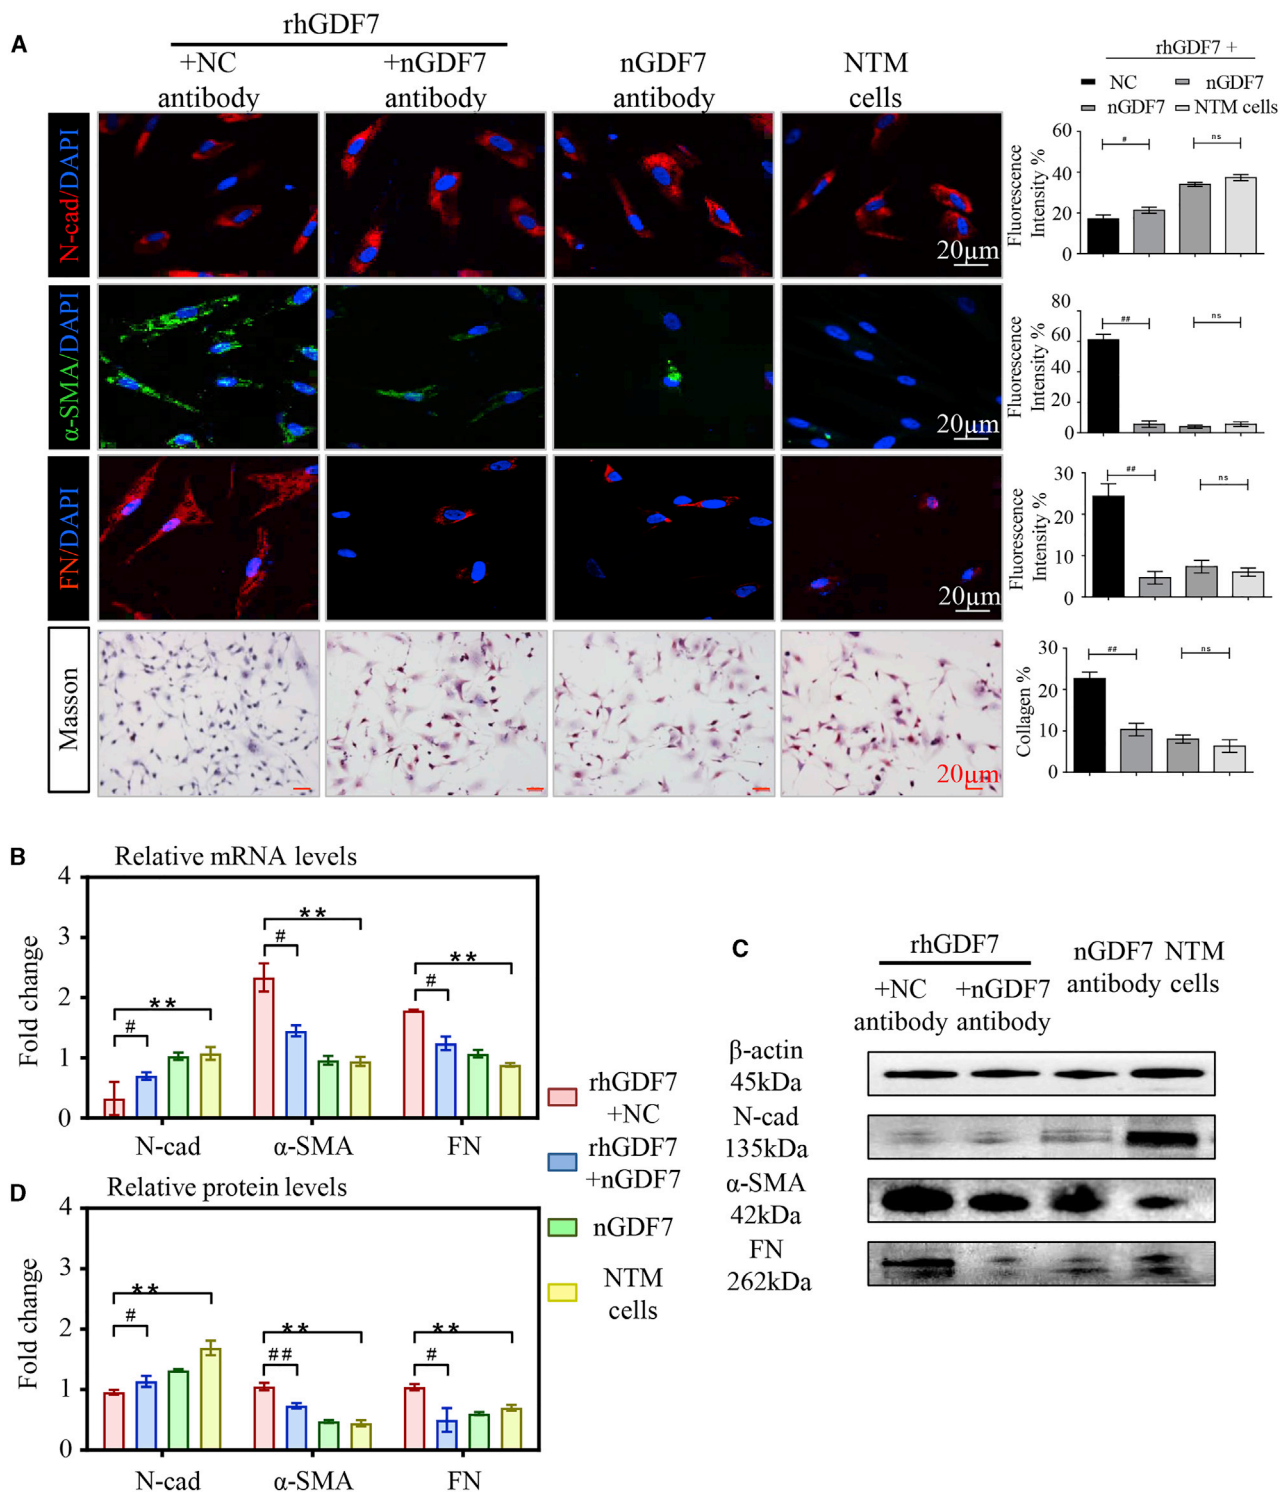 A
rhGDF7
+NC
antibody
+nGDF7
antibody
nGDF7
antibody
NTM
cells
rhGDF7 +
NC
nGDF7
nGDF7
NTM cells
N-cad/DAPI
20μm
Fluorescence
Intensity %
60
40
20
0
#
ns
α-SMA/DAPI
20μm
Fluorescence
Intensity %
80
60
40
20
0
##
ns
FN/DAPI
20μm
Fluorescence
Intensity %
30
20
10
0
##
ns
Masson
20μm
Collagen %
30
20
10
0
##
ns
B
Relative mRNA levels
Fold change
4
3
2
1
0
#
**
#
**
#
**
N-cad
α-SMA
FN
rhGDF7
+NC
rhGDF7
+nGDF7
nGDF7
NTM
cells
C
rhGDF7
+NC
antibody
+nGDF7
antibody
nGDF7
antibody
NTM
cells
β-actin
45kDa
N-cad
135kDa
α-SMA
42kDa
FN
262kDa
D
Relative protein levels
Fold change
4
3
2
1
0
#
**
##
**
#
**
N-cad
α-SMA
FN